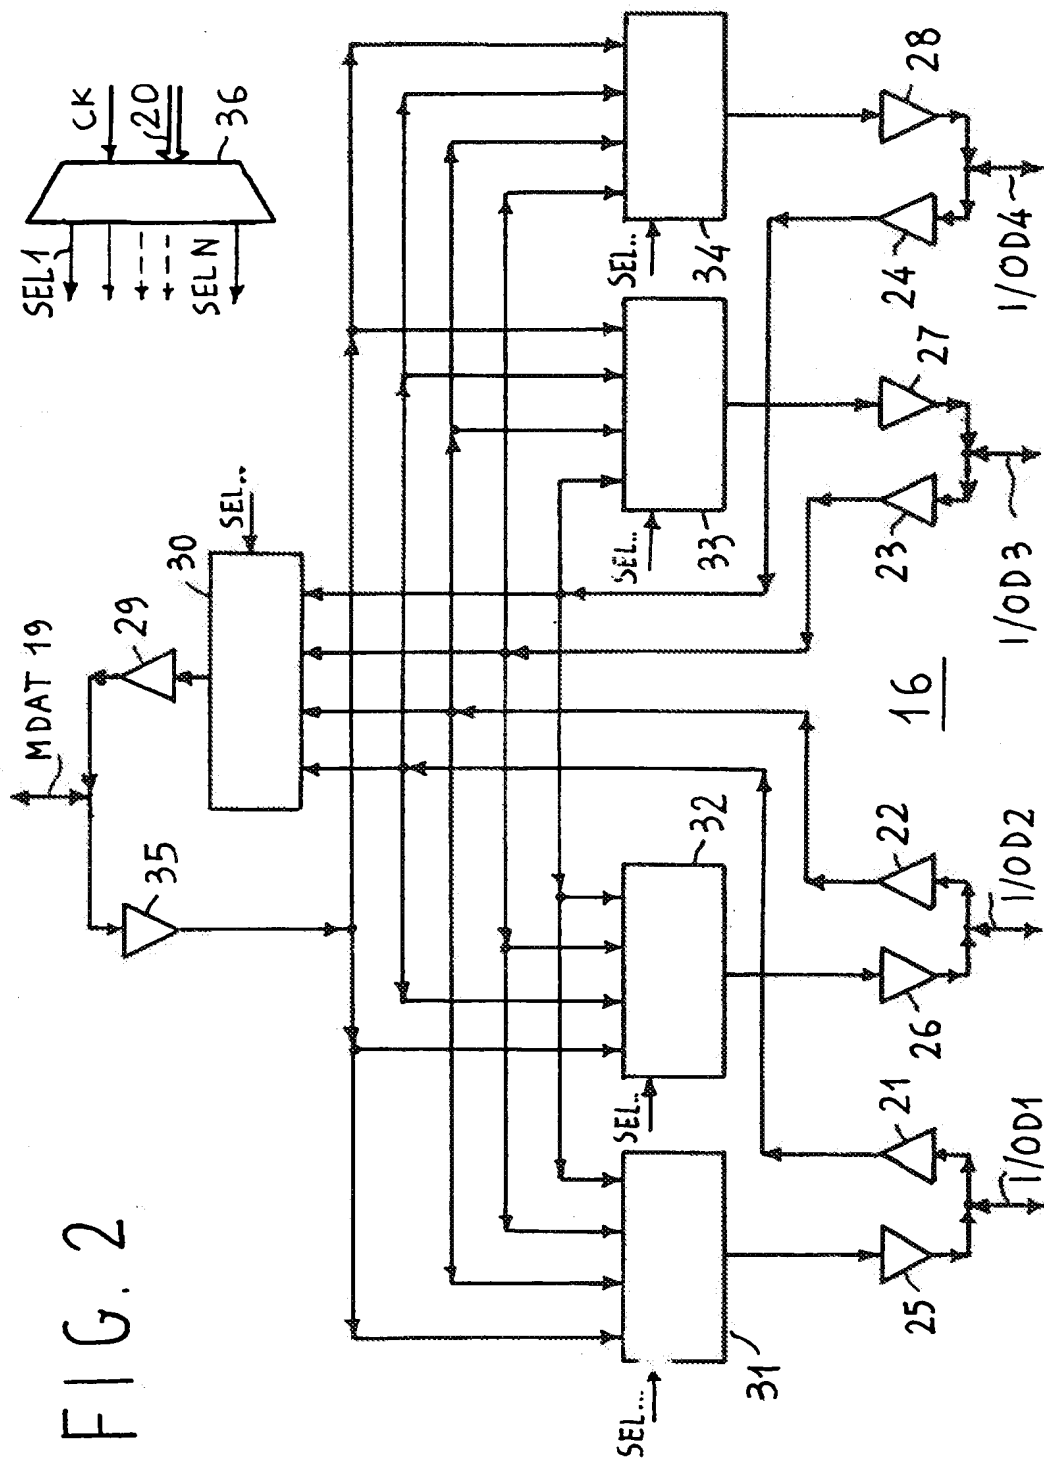 FIG. 2
MDAT 19
35
29
30
SEL..
SEL1
SEL N
CK
20
36
SEL...
31
SEL..
32
SEL..
33
SEL..
34
25
21
26
22
23
27
24
28
I/OD1
I/OD2
16
I/OD3
I/OD4